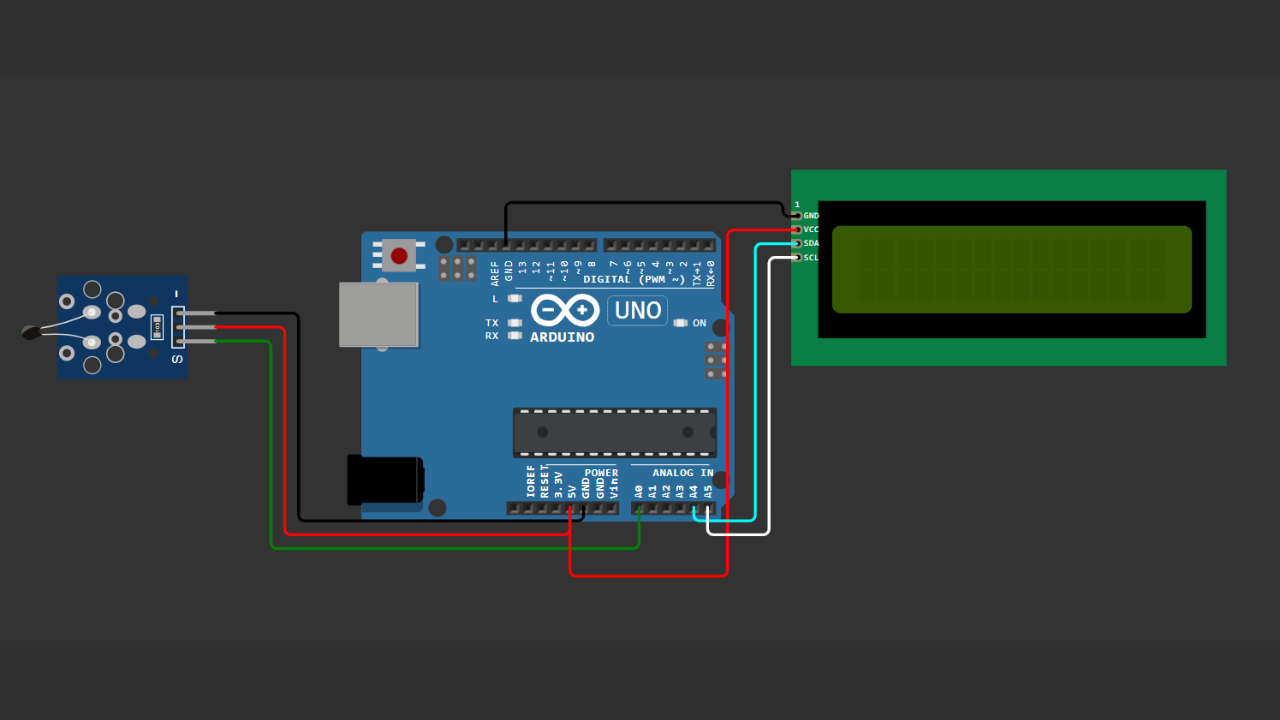 1
GND
VCC
SDA
SCL
AREF
GND
13
12
~11
~10
~9
8
7
~6
~5
4
~3
2
TX→1
RX←0
DIGITAL (PWM ~)
L
TX
RX
UNO
ON
ARDUINO
-
S
POWER
ANALOG IN
IOREF
RESET
3.3V
5V
GND
GND
Vin
A0
A1
A2
A3
A4
A5